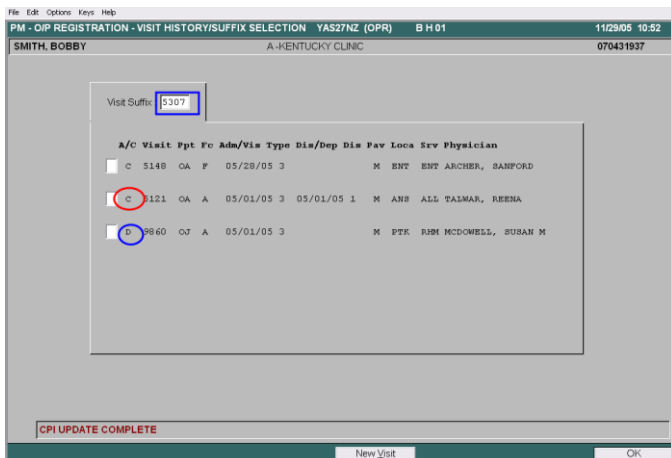 File Edit Options Keys Help
PM - O/P REGISTRATION - VISIT HISTORY/SUFFIX SELECTION YAS27NZ (OPR) B H 01 11/29/05 10:52
SMITH, BOBBY A-KENTUCKY CLINIC 070431937
Visit Suffix 5307
A/C Visit Ppt Fc Adm/Vis Type Dis/Dep Dis Pav Loca Srv Physician
C 5148 OA F 05/28/05 3 M ENT ENT ARCHER, SANFORD
C 5121 OA A 05/01/05 3 05/01/05 1 M ANS ALL TALWAR, REENA
D 9860 OJ A 05/01/05 3 M PTK RHM MCDOWELL, SUSAN M
CPI UPDATE COMPLETE
New Visit OK